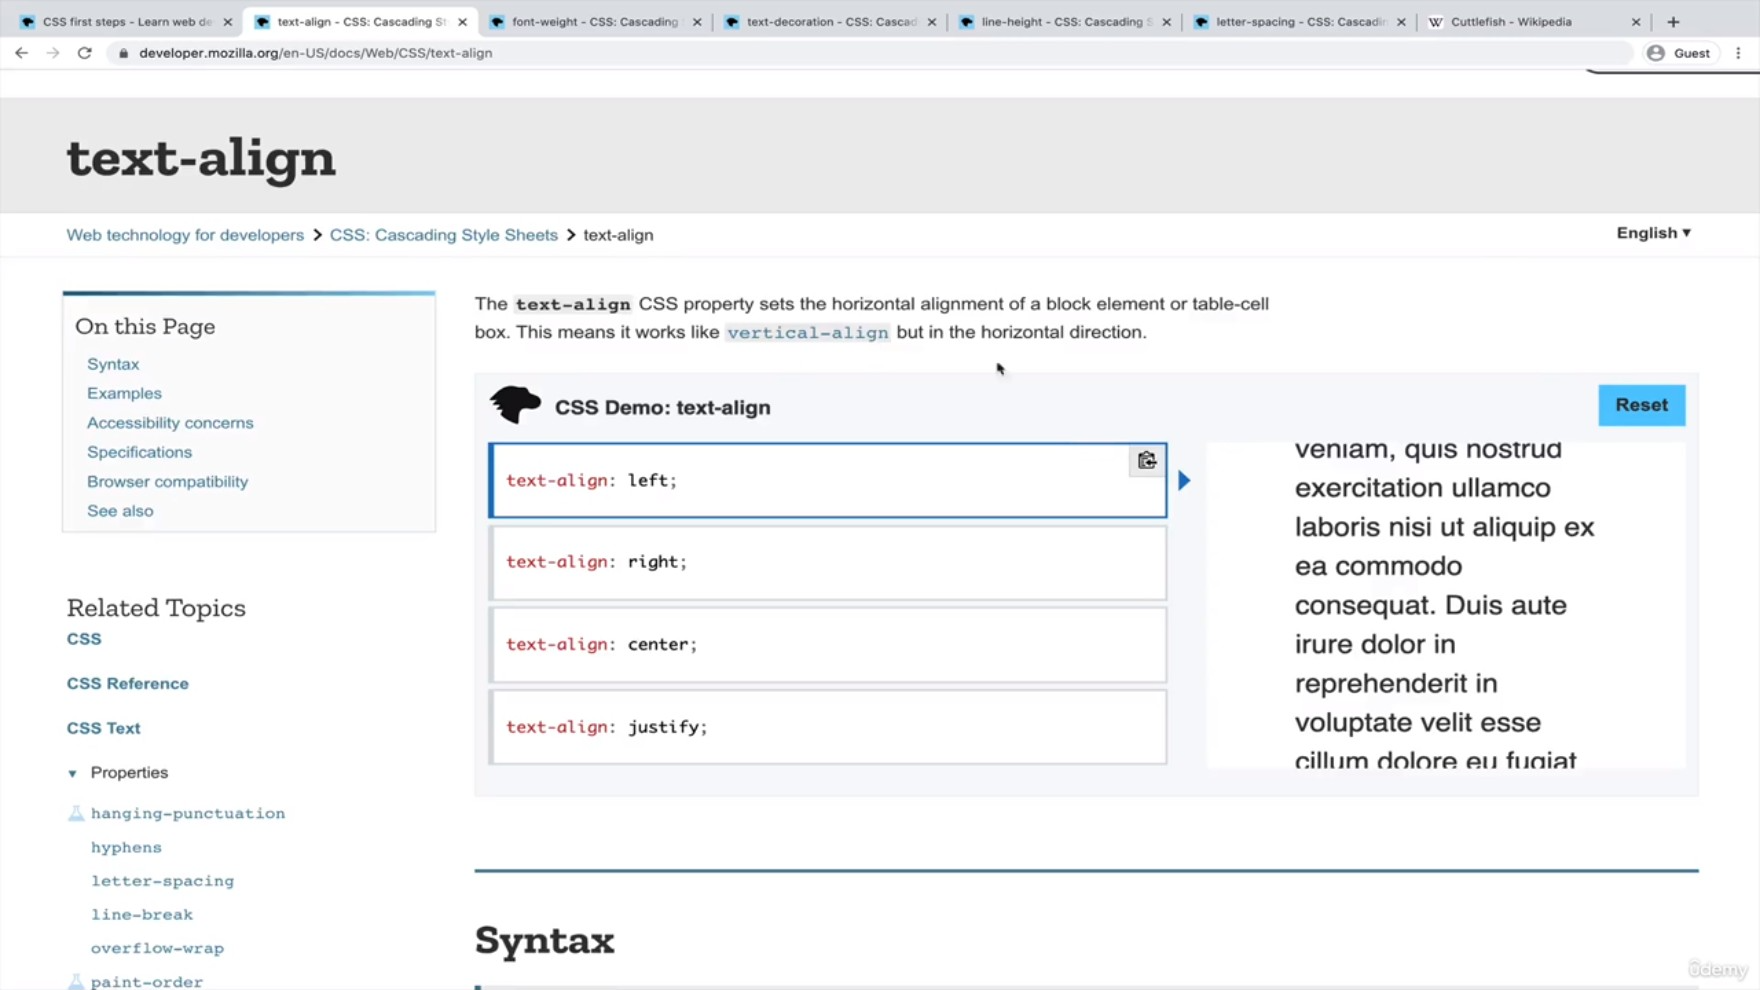 CSS first steps - Learn web de
text-align - CSS: Cascading St
font-weight - CSS: Cascading
text-decoration - CSS: Cascad
line-height - CSS: Cascading S
letter-spacing - CSS: Cascadin
Cuttlefish - Wikipedia
developer.mozilla.org/en-US/docs/Web/CSS/text-align
Guest
text-align
Web technology for developers > CSS: Cascading Style Sheets > text-align
English ▼
On this Page
Syntax
Examples
Accessibility concerns
Specifications
Browser compatibility
See also
Related Topics
CSS
CSS Reference
CSS Text
▼ Properties
hanging-punctuation
hyphens
letter-spacing
line-break
overflow-wrap
paint-order
The text-align CSS property sets the horizontal alignment of a block element or table-cell
box. This means it works like vertical-align but in the horizontal direction.
CSS Demo: text-align
Reset
text-align: left;
text-align: right;
text-align: center;
text-align: justify;
veniam, quis nostrud
exercitation ullamco
laboris nisi ut aliquip ex
ea commodo
consequat. Duis aute
irure dolor in
reprehenderit in
voluptate velit esse
cillum dolore eu fugiat
Syntax
ûdemy